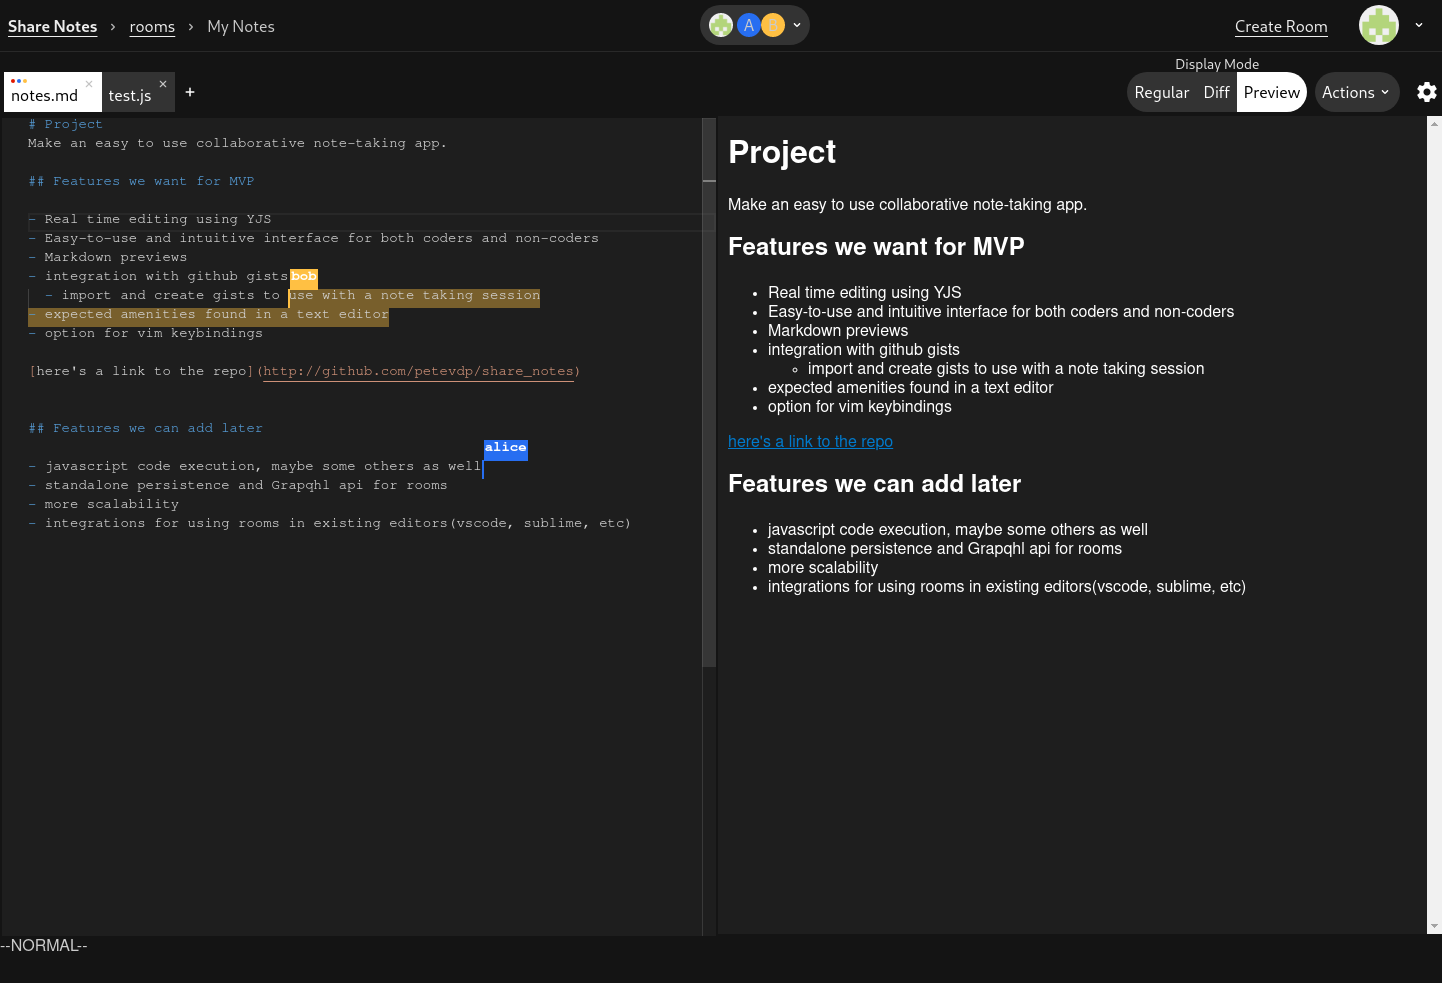 Share Notes › rooms › My Notes
A B
Create Room
Display Mode
notes.md × test.js × +
Regular Diff Preview Actions
# Project
Make an easy to use collaborative note-taking app.
## Features we want for MVP
- Real time editing using YJS
- Easy-to-use and intuitive interface for both coders and non-coders
- Markdown previews
- integration with github gists
bob
- import and create gists to use with a note taking session
- expected amenities found in a text editor
- option for vim keybindings
[here's a link to the repo](http://github.com/petevdp/share_notes)
## Features we can add later
alice
- javascript code execution, maybe some others as well
- standalone persistence and Grapqhl api for rooms
- more scalability
- integrations for using rooms in existing editors(vscode, sublime, etc)
Project
Make an easy to use collaborative note-taking app.
Features we want for MVP
• Real time editing using YJS
• Easy-to-use and intuitive interface for both coders and non-coders
• Markdown previews
• integration with github gists
◦ import and create gists to use with a note taking session
• expected amenities found in a text editor
• option for vim keybindings
here's a link to the repo
Features we can add later
• javascript code execution, maybe some others as well
• standalone persistence and Grapqhl api for rooms
• more scalability
• integrations for using rooms in existing editors(vscode, sublime, etc)
--NORMAL--